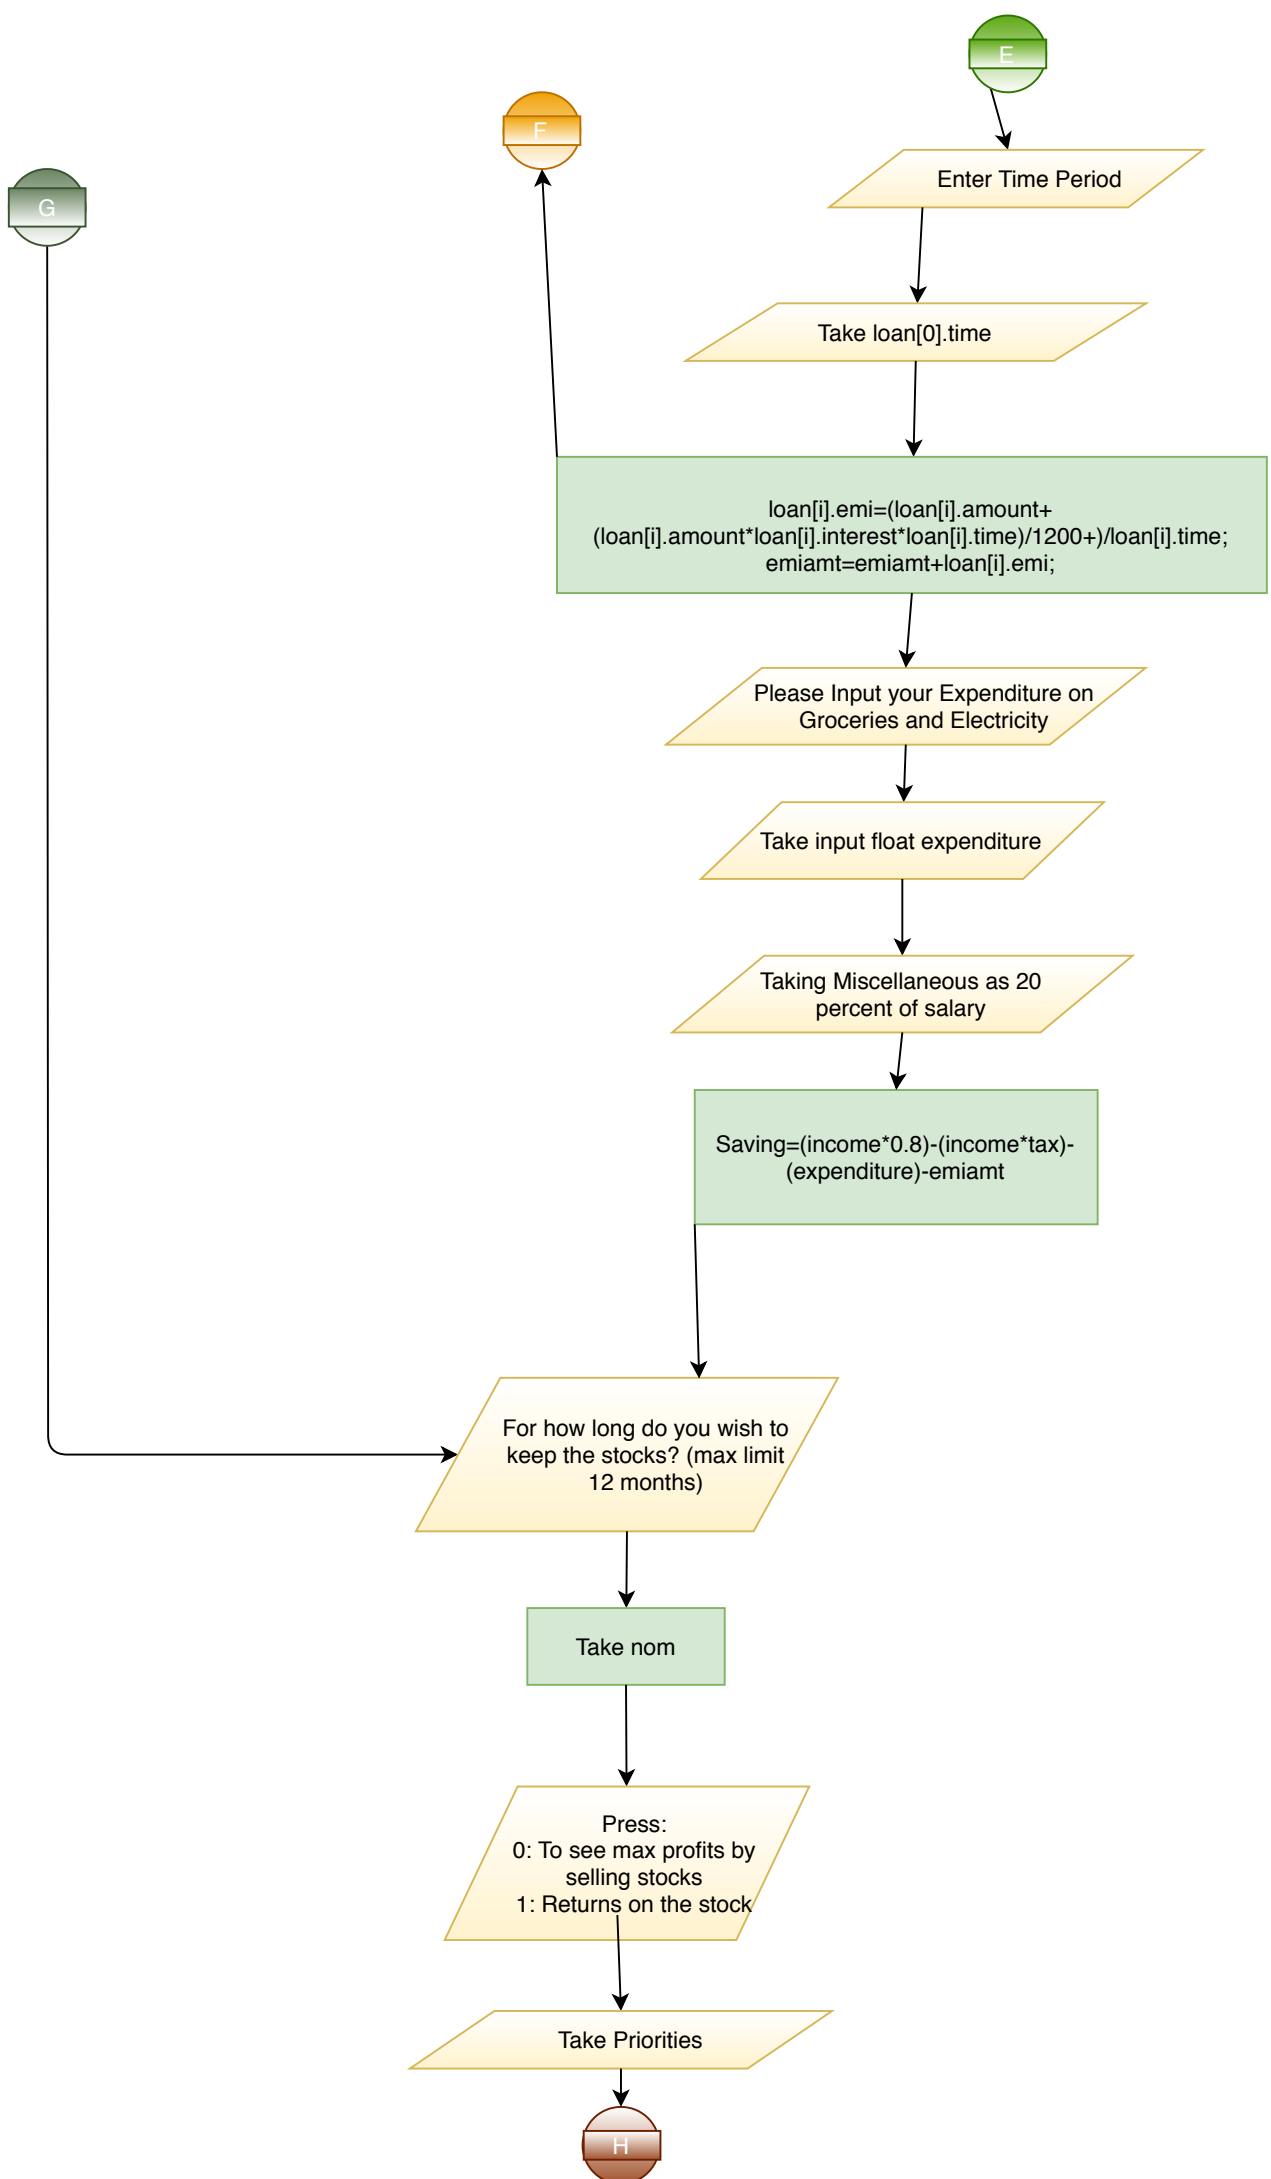 E
F
G
Enter Time Period
Take loan[0].time
loan[i].emi=(loan[i].amount+
(loan[i].amount*loan[i].interest*loan[i].time)/1200+)/loan[i].time;
emiamt=emiamt+loan[i].emi;
Please Input your Expenditure on
Groceries and Electricity
Take input float expenditure
Taking Miscellaneous as 20
percent of salary
Saving=(income*0.8)-(income*tax)-
(expenditure)-emiamt
For how long do you wish to
keep the stocks? (max limit
12 months)
Take nom
Press:
0: To see max profits by
selling stocks
1: Returns on the stock
Take Priorities
H